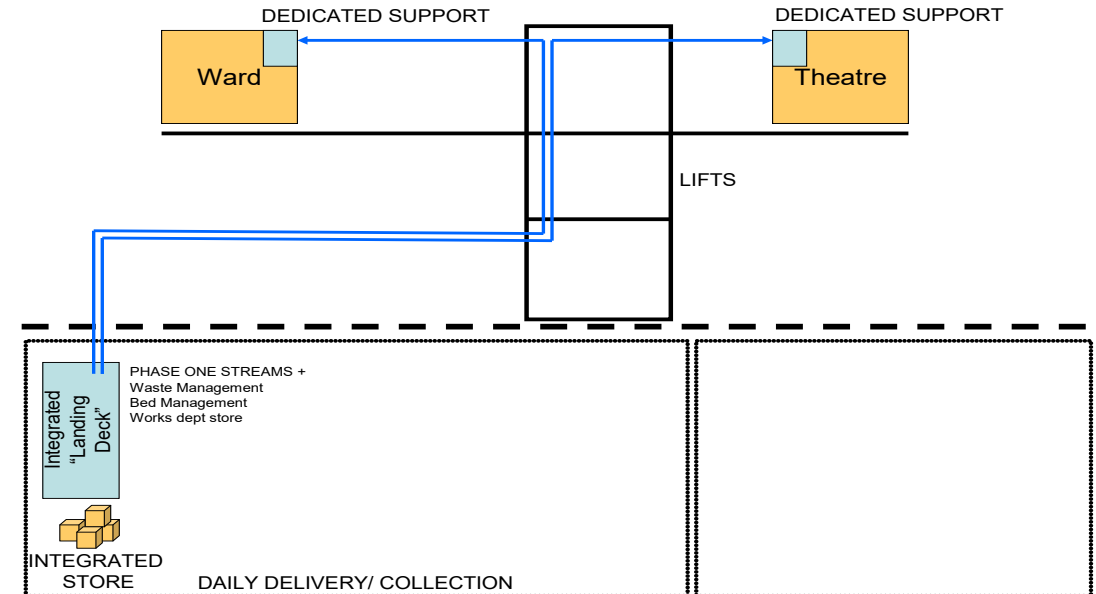 DEDICATED SUPPORT
DEDICATED SUPPORT
Ward
Theatre
LIFTS
PHASE ONE STREAMS +
Waste Management
Bed Management
Works dept store
Integrated
“Landing
Deck”
INTEGRATED
STORE
DAILY DELIVERY/ COLLECTION